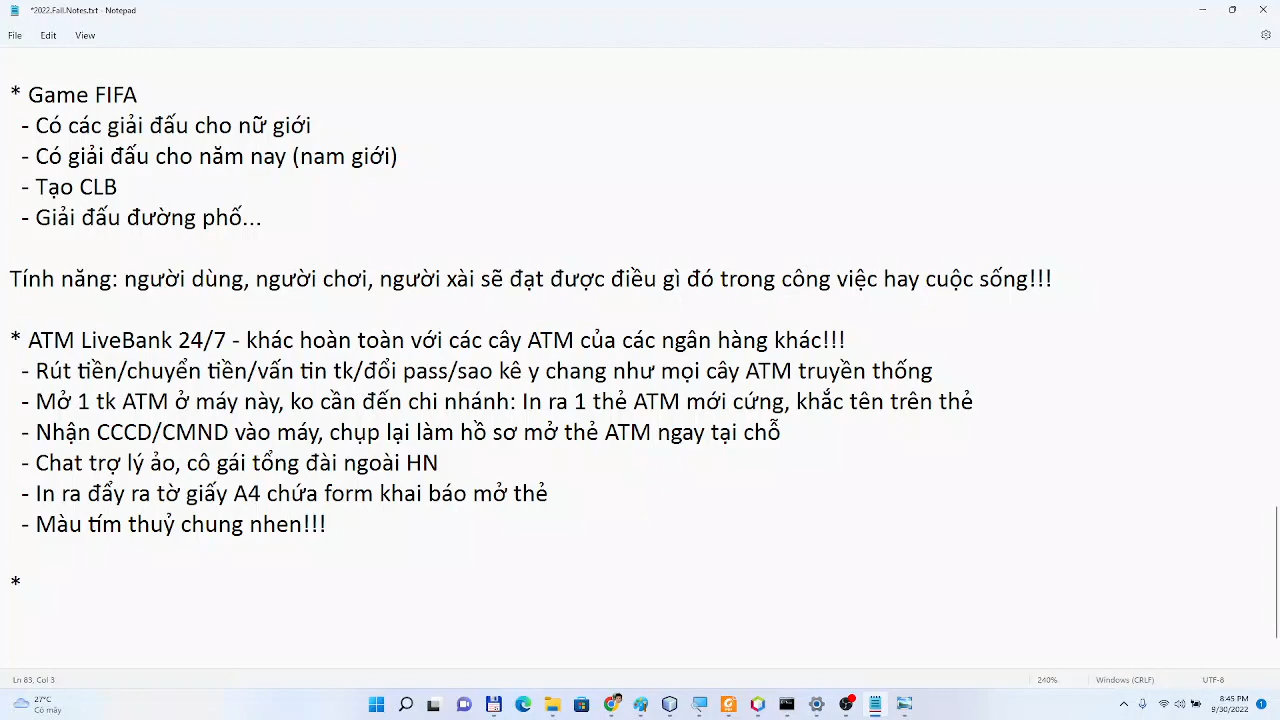 *2022.Fall.Notes.txt - Notepad
File Edit View
* Game FIFA
- Có các giải đấu cho nữ giới
- Có giải đấu cho năm nay (nam giới)
- Tạo CLB
- Giải đấu đường phố...
Tính năng: người dùng, người chơi, người xài sẽ đạt được điều gì đó trong công việc hay cuộc sống!!!
* ATM LiveBank 24/7 - khác hoàn toàn với các cây ATM của các ngân hàng khác!!!
- Rút tiền/chuyển tiền/vấn tin tk/đổi pass/sao kê y chang như mọi cây ATM truyền thống
- Mở 1 tk ATM ở máy này, ko cần đến chi nhánh: In ra 1 thẻ ATM mới cứng, khắc tên trên thẻ
- Nhận CCCD/CMND vào máy, chụp lại làm hồ sơ mở thẻ ATM ngay tại chỗ
- Chat trợ lý ảo, cô gái tổng đài ngoài HN
- In ra đẩy ra tờ giấy A4 chứa form khai báo mở thẻ
- Màu tím thuỷ chung nhen!!!
*
Ln 83, Col 3 240% Windows (CRLF) UTF-8
27°C
Có mây
8:45 PM
9/30/2022